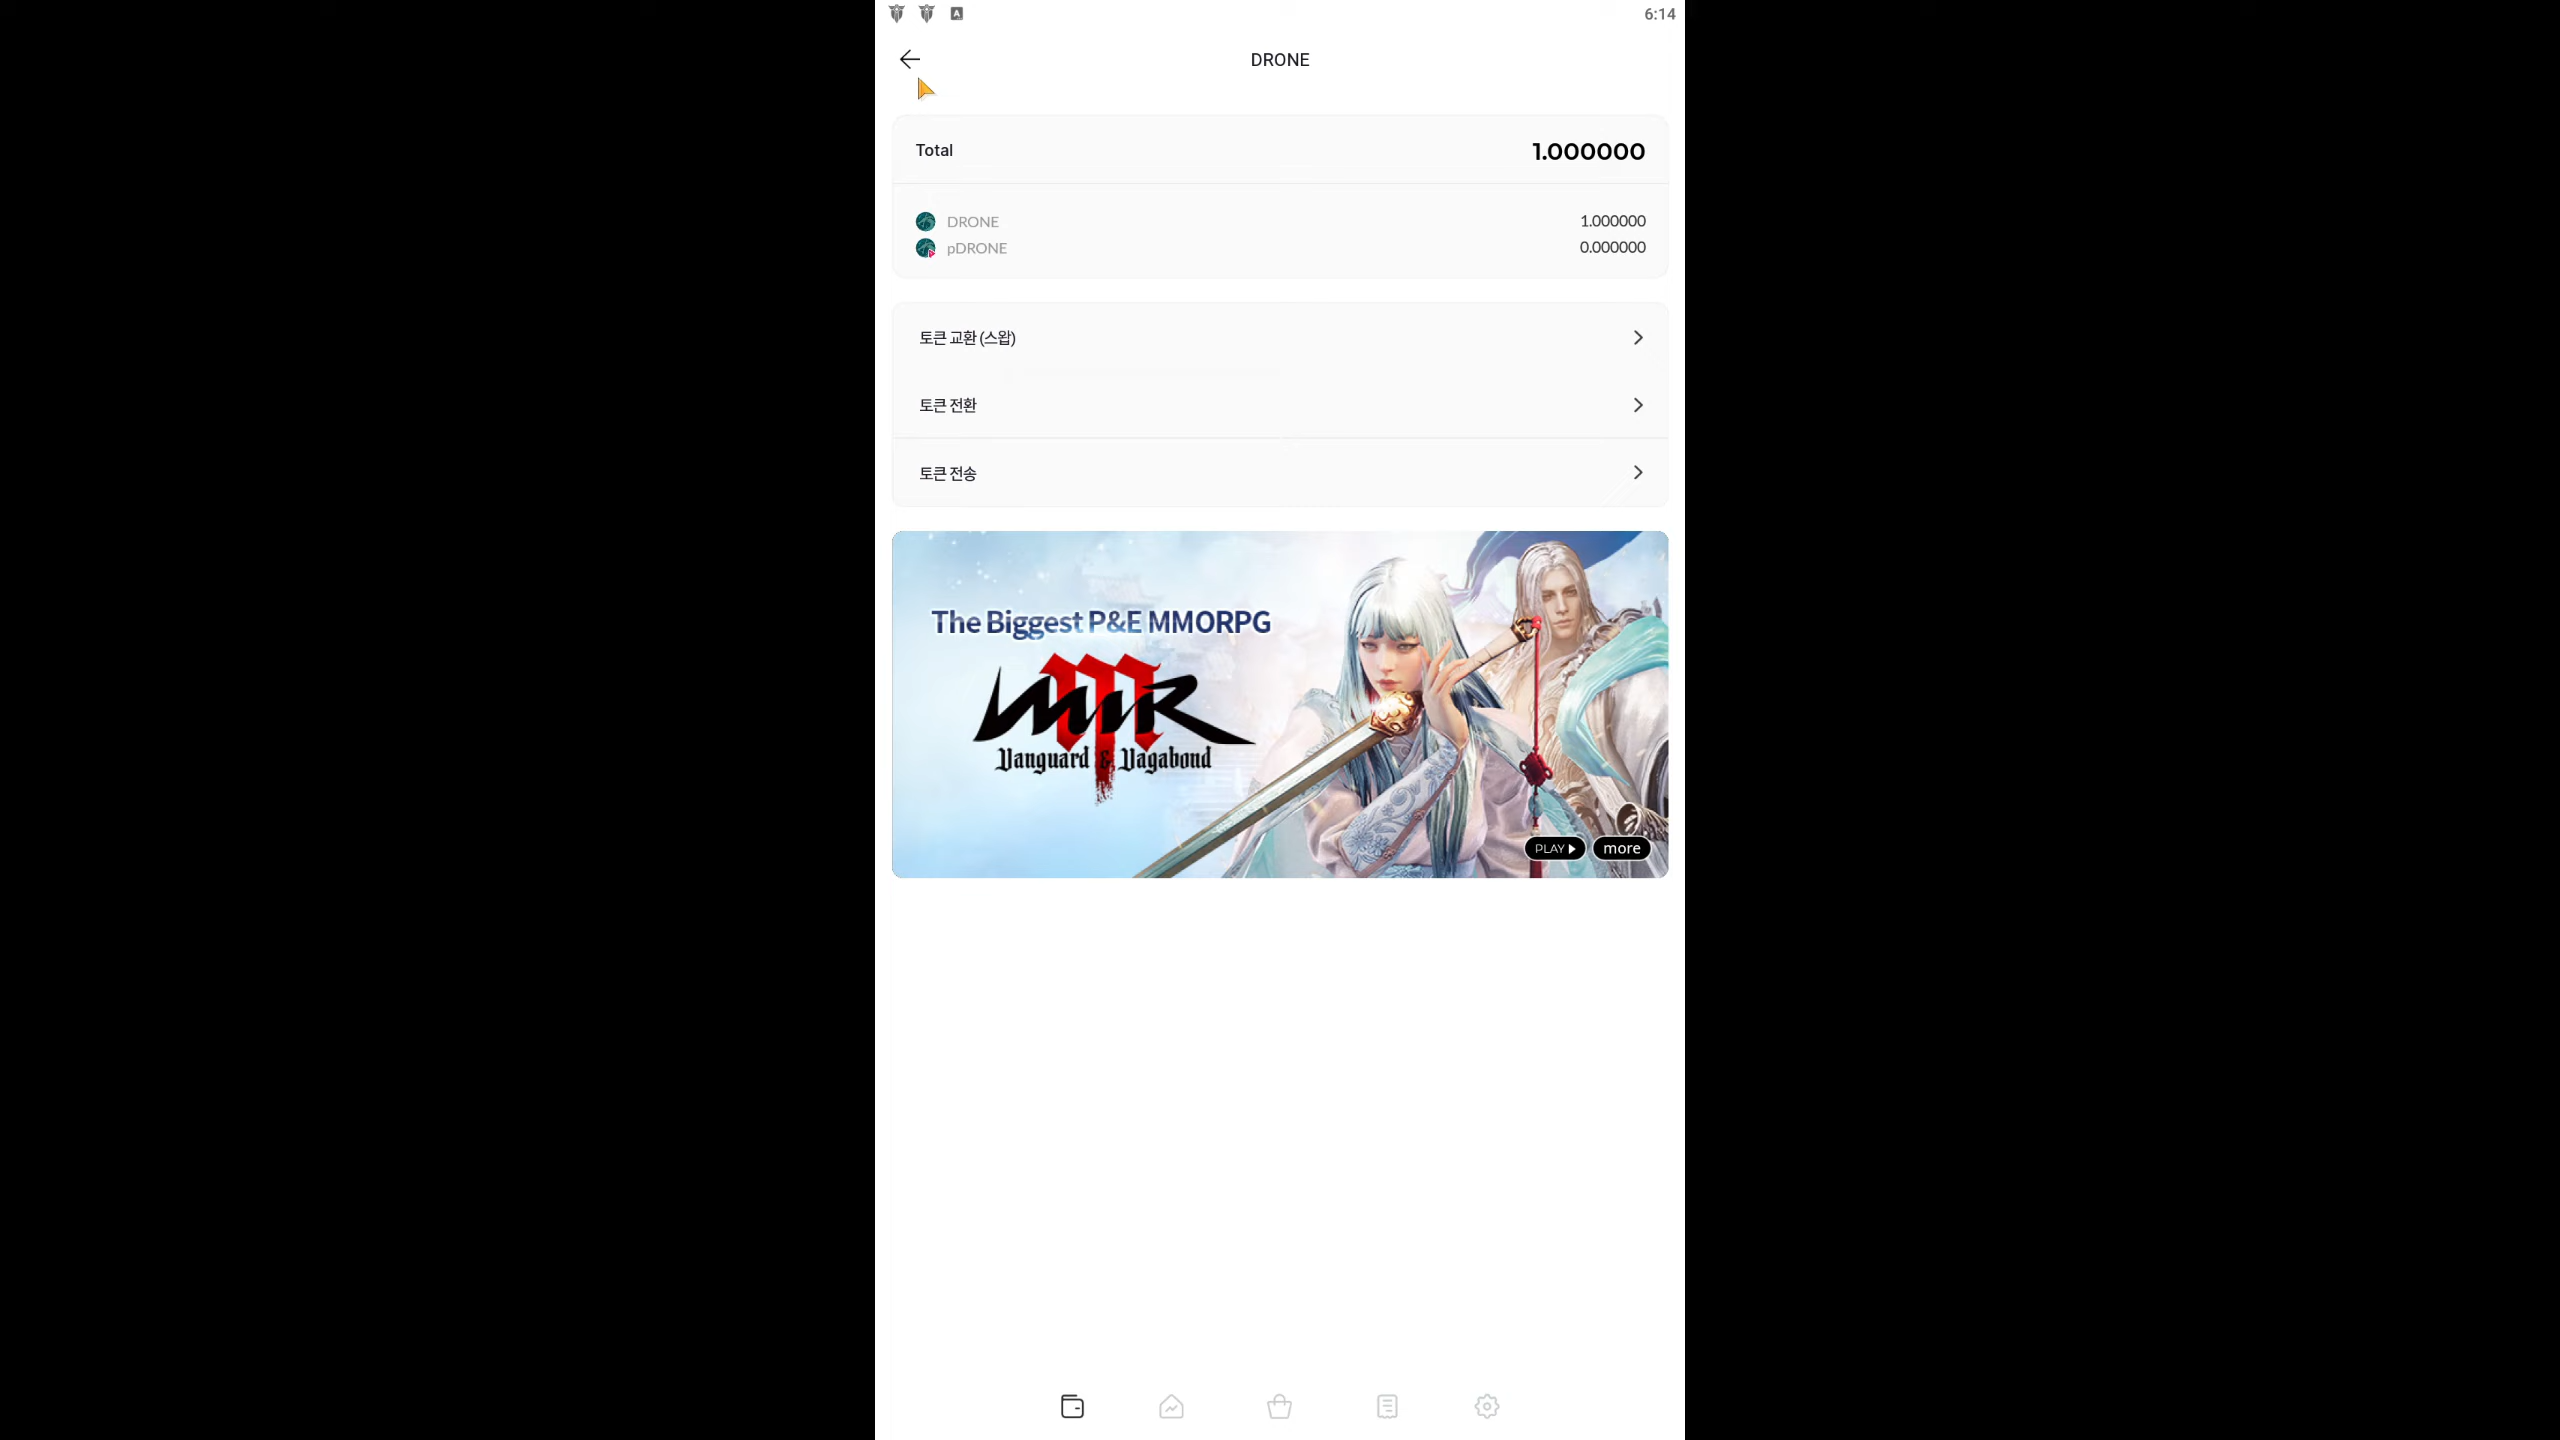 6:14
DRONE
Total
1.000000
DRONE
1.000000
pDRONE
0.000000
토큰 교환 (스왑)
토큰 전환
토큰 전송
The Biggest P&E MMORPG
MIR
Vanguard & Vagabond
PLAY
more